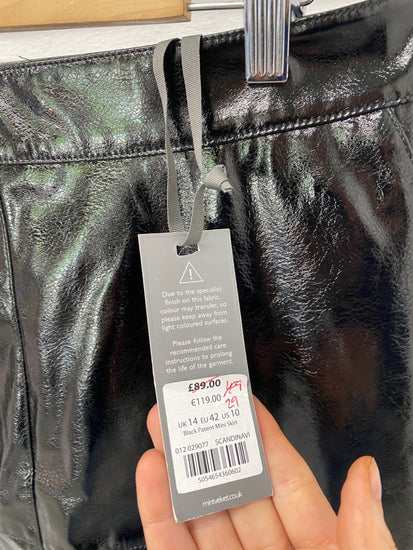 Due to the specialist
finish on this fabric,
colour may transfer, so
please keep away from
light coloured surfaces.
Please follow the
recommended care
instructions to prolong
the life of the garment.
£89.00
€119.00
29
UK 14 EU 42 US 10
Black Patent Mini Skirt
012 029077 SCANDINAVI
5054654360602
mintvelvet.co.uk